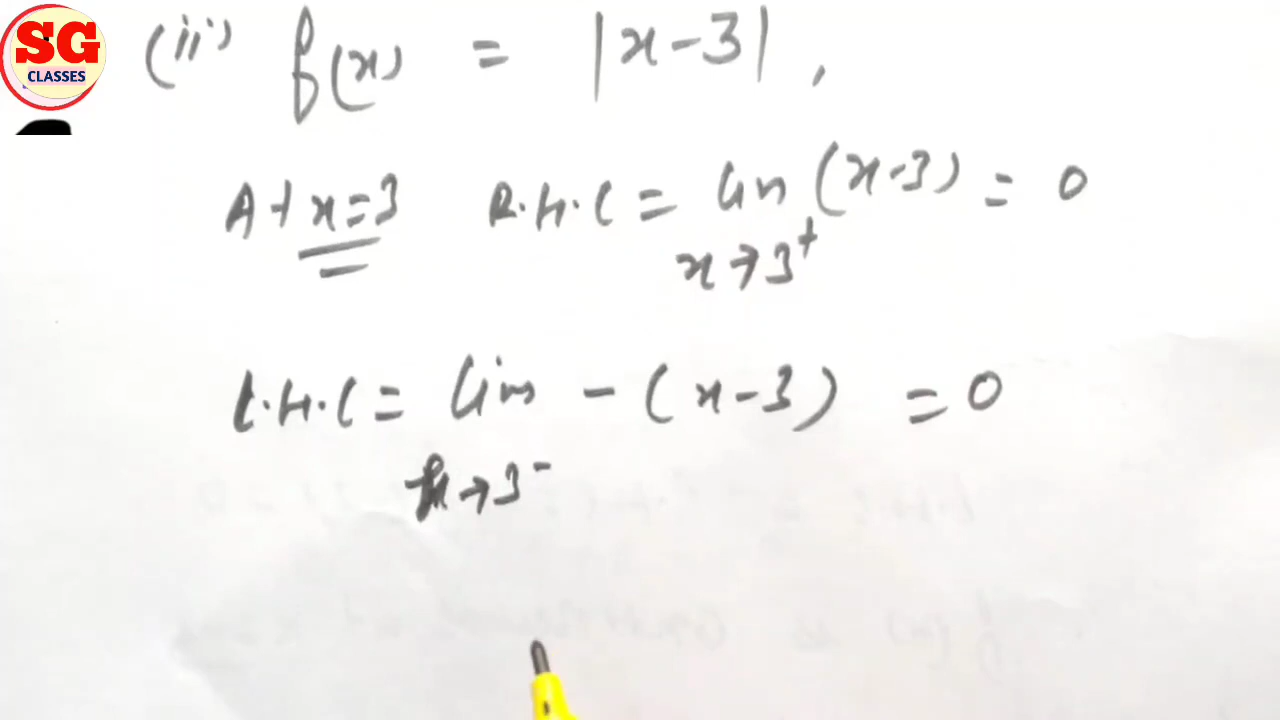 SG
CLASSES
(ii) f(x) = |x-3|,
At x=3 R.H.L = lim (x-3) = 0
x→3⁺
L.H.L = lim - (x-3) = 0
x→3⁻